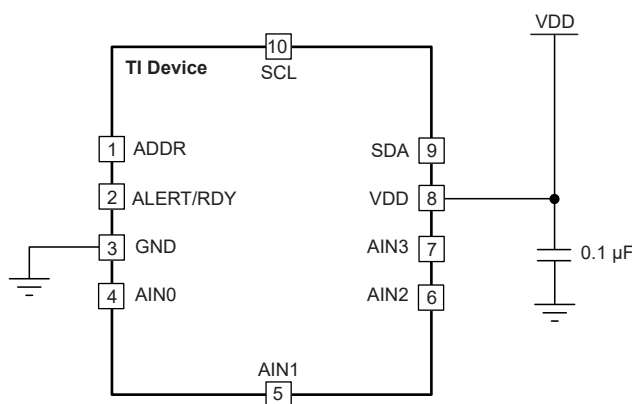 VDD
10
TI Device
SCL
1 ADDR
SDA 9
2 ALERT/RDY
VDD 8
3 GND
AIN3 7
0.1 µF
4 AIN0
AIN2 6
AIN1
5